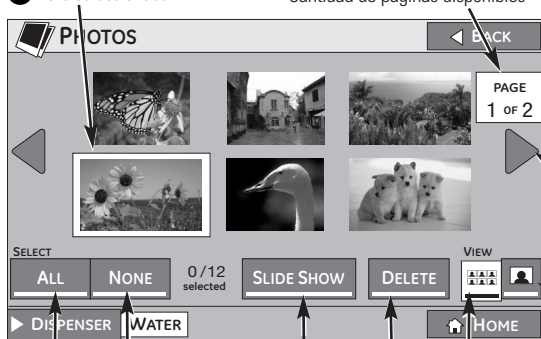 Cantidad de páginas disponibles
PHOTOS
BACK
PAGE
1 OF 2
SELECT
VIEW
ALL
NONE
0/12
selected
SLIDE SHOW
DELETE
DISPENSER
WATER
HOME